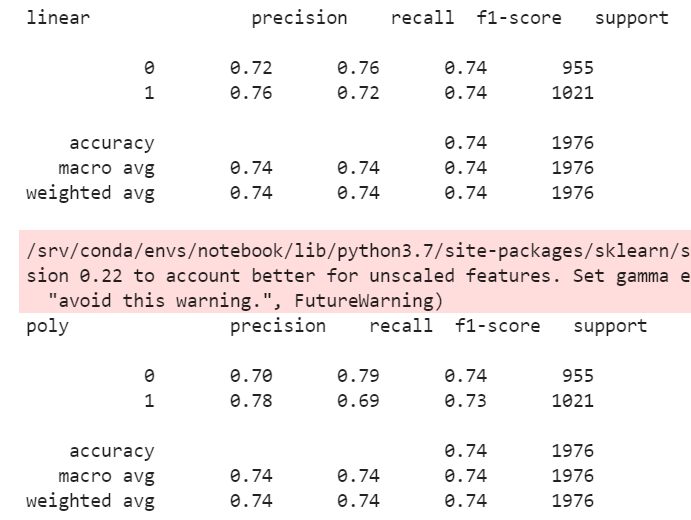 linear precision recall f1-score support
0 0.72 0.76 0.74 955
1 0.76 0.72 0.74 1021
accuracy 0.74 1976
macro avg 0.74 0.74 0.74 1976
weighted avg 0.74 0.74 0.74 1976
/srv/conda/envs/notebook/lib/python3.7/site-packages/sklearn/s
sion 0.22 to account better for unscaled features. Set gamma e
"avoid this warning.", FutureWarning)
poly precision recall f1-score support
0 0.70 0.79 0.74 955
1 0.78 0.69 0.73 1021
accuracy 0.74 1976
macro avg 0.74 0.74 0.74 1976
weighted avg 0.74 0.74 0.74 1976